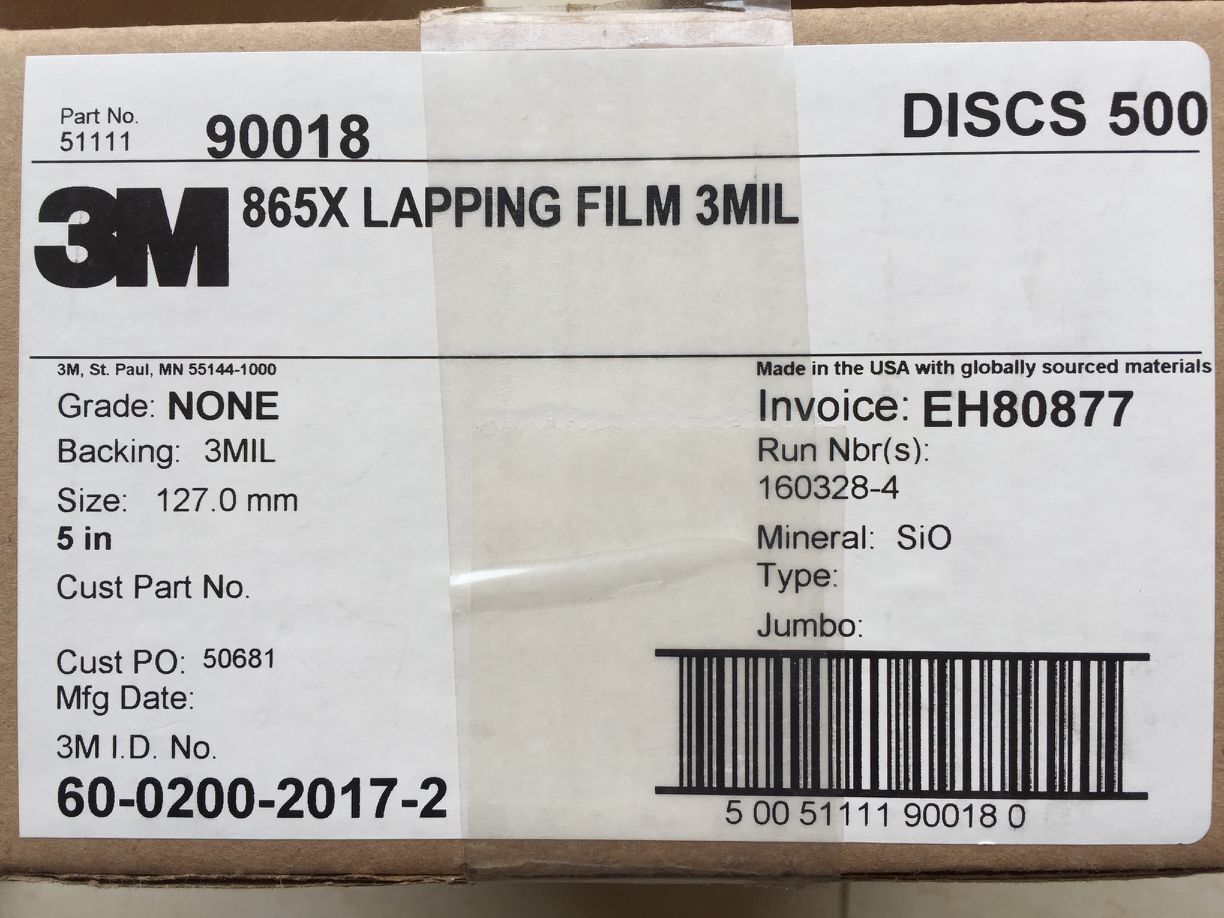 Part No.
51111 90018 DISCS 500
3M 865X LAPPING FILM 3MIL
3M, St. Paul, MN 55144-1000
Made in the USA with globally sourced materials
Grade: NONE
Backing: 3MIL
Size: 127.0 mm
5 in
Cust Part No.
Cust PO: 50681
Mfg Date:
3M I.D. No.
60-0200-2017-2
Invoice: EH80877
Run Nbr(s):
160328-4
Mineral: SiO
Type:
Jumbo:
5 00 51111 90018 0